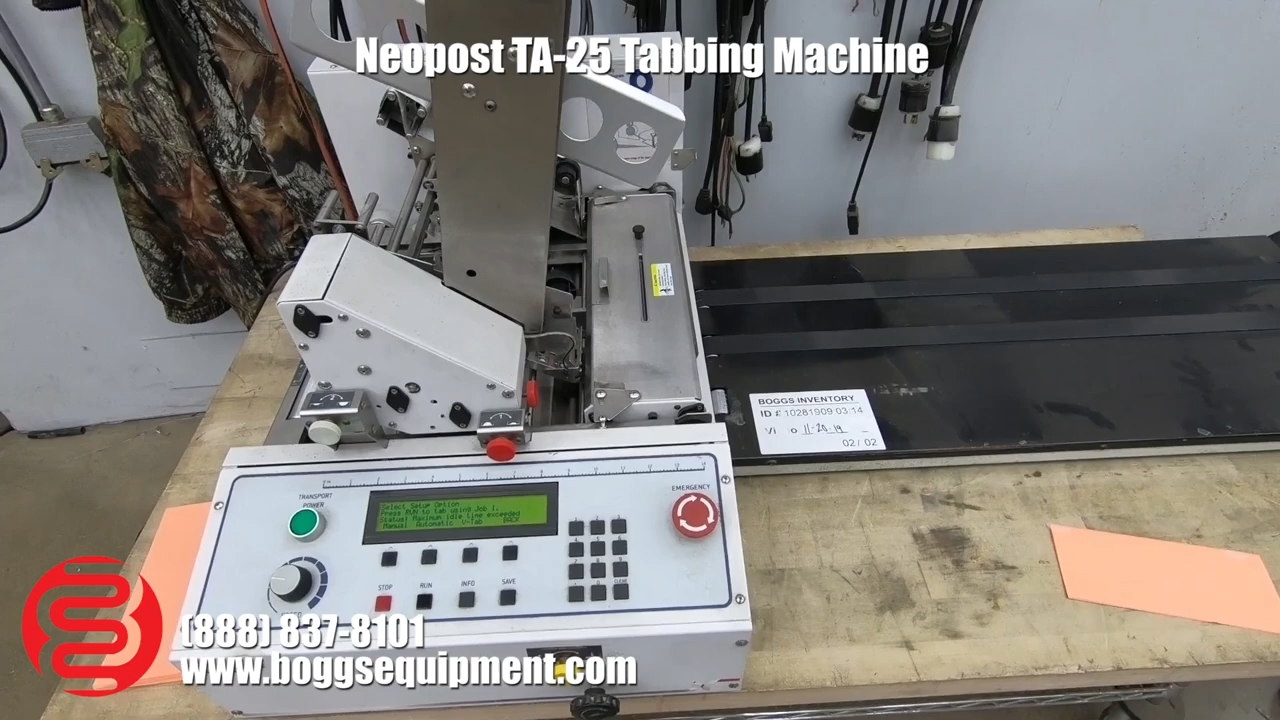 Neopost TA-25 Tabbing Machine
BOGGS INVENTORY
ID # 10281909 03:14
VI O 11-20-19
02/ 02
TRANSPORT
POWER
EMERGENCY
Select Setup Option
Press RUN to tab using Job 1.
Status: Maximum idle time exceeded
Manual Automatic V-Tab BACK
STOP
RUN
INFO
SAVE
CLEAR
(888) 837-8101
www.boggsequipment.com